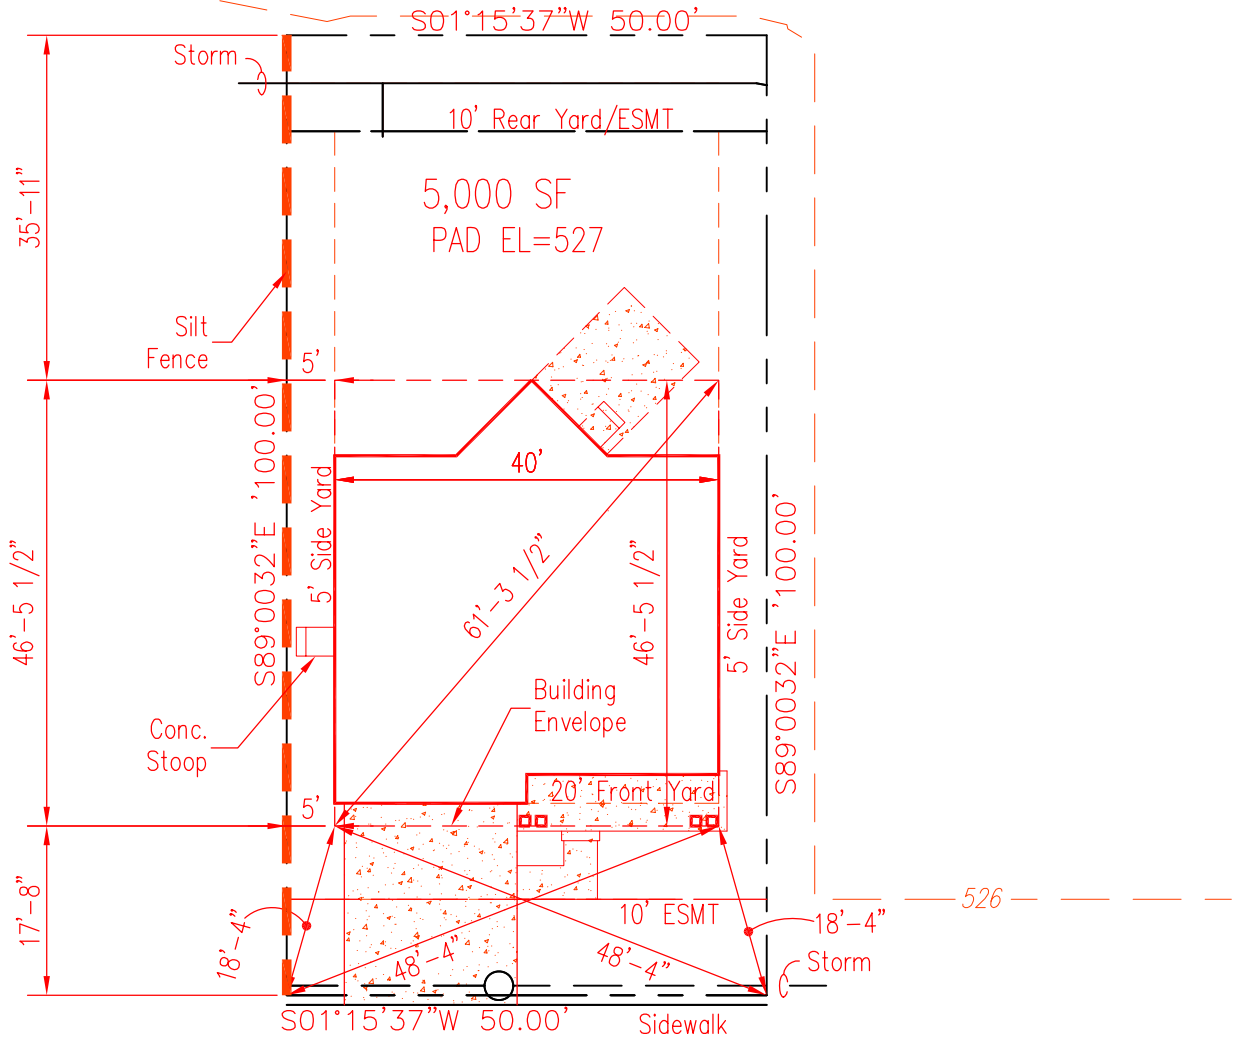 S01°15'37"W 50.00'
Storm
10' Rear Yard/ESMT
35'-11"
5,000 SF
PAD EL=527
Silt
Fence
5'
S89°0032"E '100.00'
5' Side Yard
40'
46'-5 1/2"
61'-3 1/2"
46'-5 1/2"
5' Side Yard
S89°0032"E '100.00'
Building
Envelope
Conc.
Stoop
20' Front Yard
5'
17'-8"
18'-4"
48'-4"
48'-4"
10' ESMT
18'-4"
526
Storm
S01°15'37"W 50.00'
Sidewalk